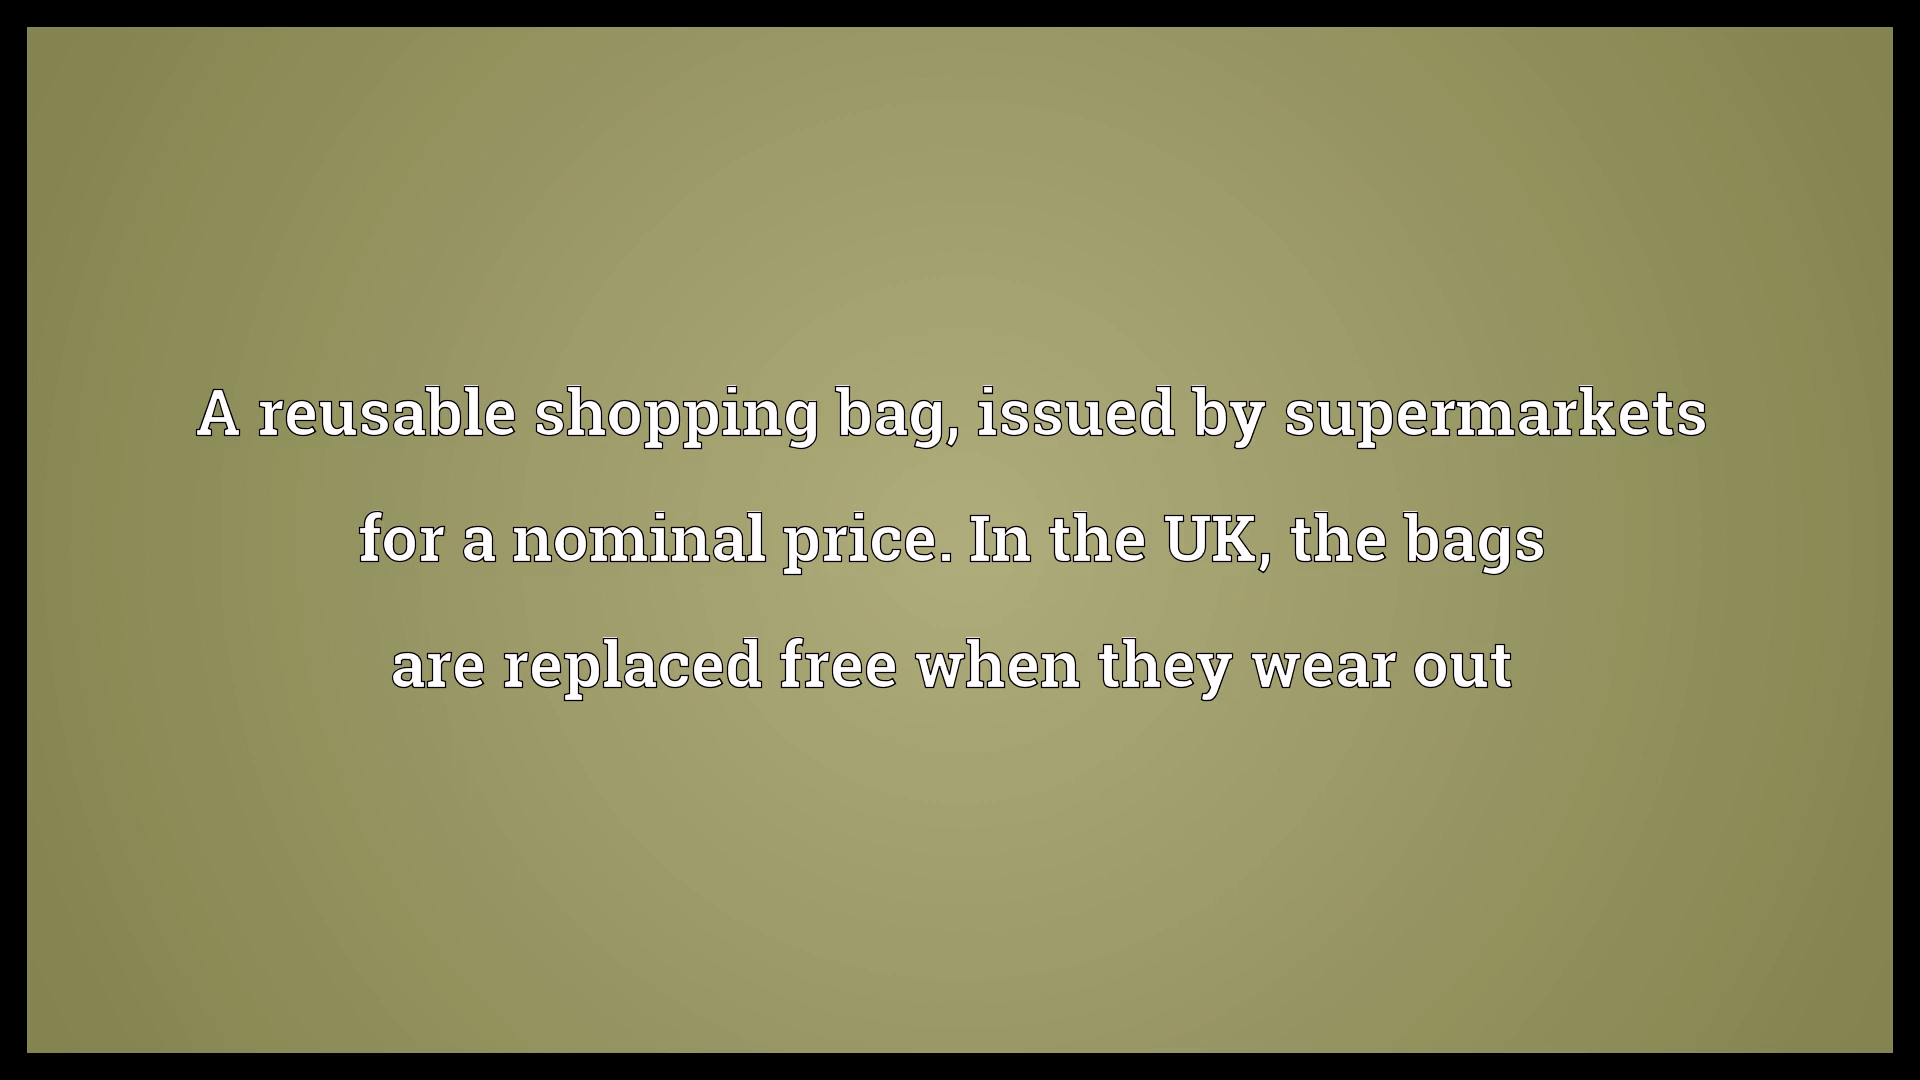 A reusable shopping bag, issued by supermarkets
for a nominal price. In the UK, the bags
are replaced free when they wear out